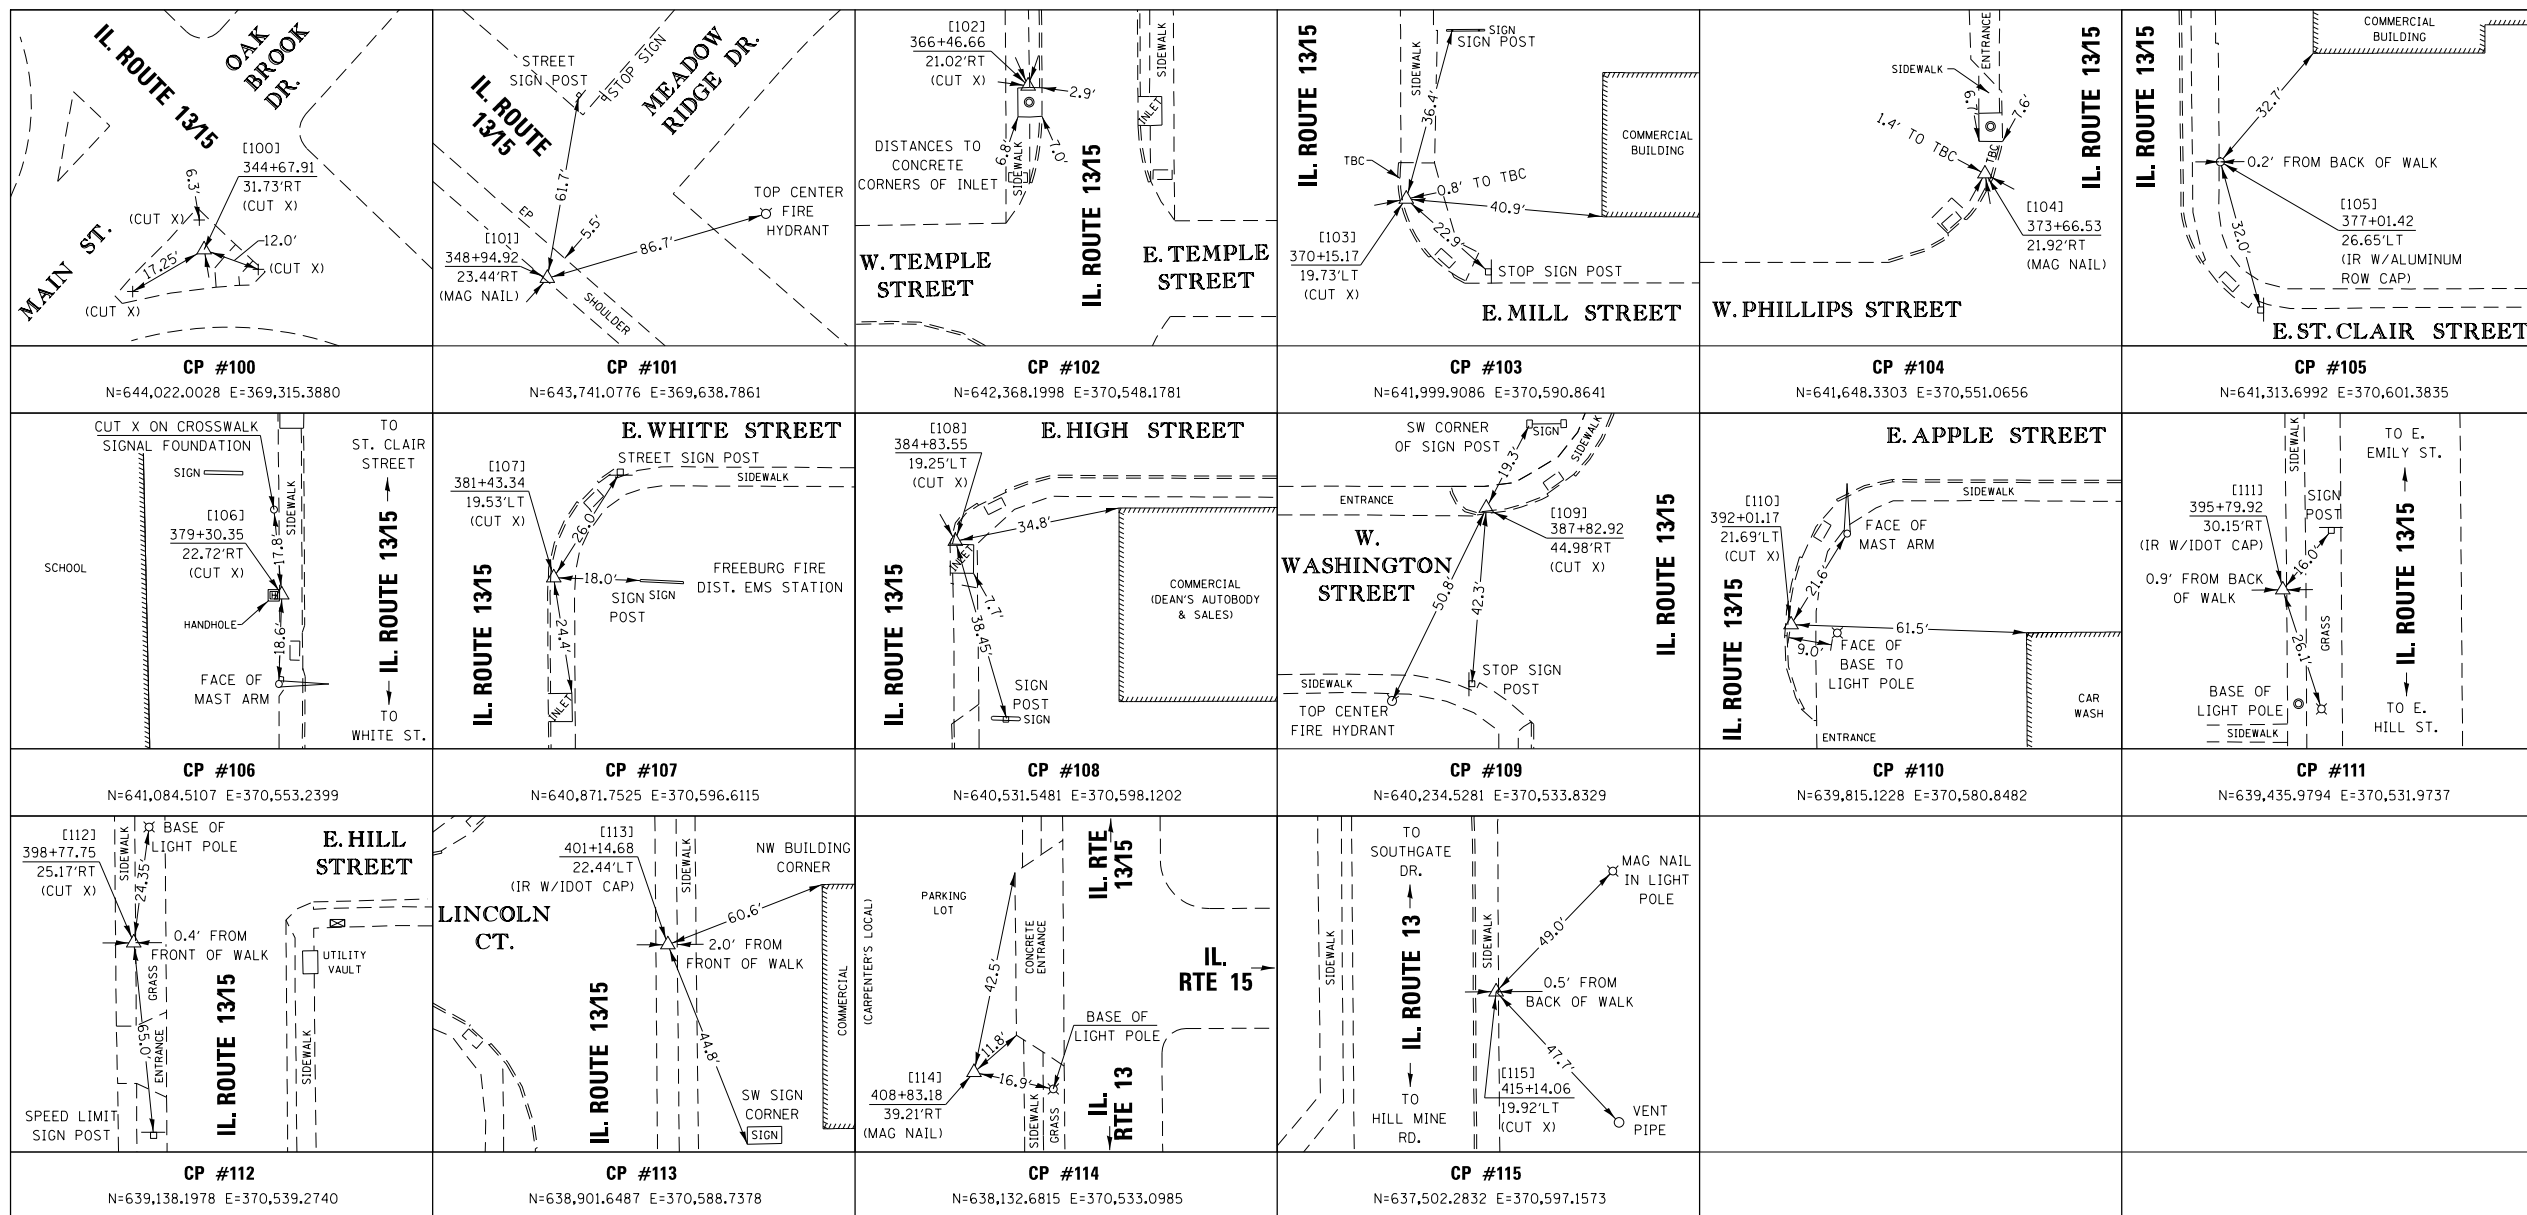 IL. ROUTE 13/15
OAK
BROOK
DR.
[100]
344+67.91
31.73'RT
(CUT X)
6.3'
(CUT X)
12.0'
(CUT X)
17.25'
(CUT X)
MAIN ST.
CP #100
N=644,022.0028 E=369,315.3880
STREET
SIGN POST
STOP SIGN
MEADOW
RIDGE DR.
IL. ROUTE
13/15
61.7'
TOP CENTER
FIRE
HYDRANT
EP
5.5'
86.7'
[101]
348+94.92
23.44'RT
(MAG NAIL)
SHOULDER
CP #101
N=643,741.0776 E=369,638.7861
[102]
366+46.66
21.02'RT
(CUT X)
SIDEWALK
2.9'
INLET
DISTANCES TO
CONCRETE
CORNERS OF INLET
6.8'
7.0'
SIDEWALK
IL. ROUTE 13/15
W. TEMPLE
STREET
E. TEMPLE
STREET
CP #102
N=642,368.1998 E=370,548.1781
IL. ROUTE 13/15
SIDEWALK
SIGN
SIGN POST
36.4'
COMMERCIAL
BUILDING
TBC
0.8' TO TBC
40.9'
22.9'
[103]
370+15.17
19.73'LT
(CUT X)
STOP SIGN POST
E. MILL STREET
CP #103
N=641,999.9086 E=370,590.8641
ENTRANCE
SIDEWALK
6.7'
7.6'
1.4' TO TBC
TBC
IL. ROUTE 13/15
[104]
373+66.53
21.92'RT
(MAG NAIL)
W. PHILLIPS STREET
CP #104
N=641,648.3303 E=370,551.0656
IL. ROUTE 13/15
COMMERCIAL
BUILDING
32.7'
0.2' FROM BACK OF WALK
32.0'
[105]
377+01.42
26.65'LT
(IR W/ALUMINUM
ROW CAP)
E. ST. CLAIR STREET
CP #105
N=641,313.6992 E=370,601.3835
CUT X ON CROSSWALK
SIGNAL FOUNDATION
SIGN
[106]
379+30.35
22.72'RT
(CUT X)
SCHOOL
HANDHOLE
17.8'
18.6'
SIDEWALK
FACE OF
MAST ARM
TO
ST. CLAIR
STREET
IL. ROUTE 13/15
TO
WHITE ST.
CP #106
N=641,084.5107 E=370,553.2399
E. WHITE STREET
STREET SIGN POST
SIDEWALK
[107]
381+43.34
19.53'LT
(CUT X)
26.0'
18.0'
SIGN
SIGN
POST
FREEBURG FIRE
DIST. EMS STATION
24.4'
INLET
IL. ROUTE 13/15
CP #107
N=640,871.7525 E=370,596.6115
E. HIGH STREET
[108]
384+83.55
19.25'LT
(CUT X)
34.8'
INLET
7.7'
38.45'
COMMERCIAL
(DEAN'S AUTOBODY
& SALES)
SIGN
POST
SIGN
IL. ROUTE 13/15
CP #108
N=640,531.5481 E=370,598.1202
SW CORNER
OF SIGN POST
SIGN
19.3'
SIDEWALK
ENTRANCE
W.
WASHINGTON
STREET
[109]
387+82.92
44.98'RT
(CUT X)
50.8'
42.3'
IL. ROUTE 13/15
SIDEWALK
STOP SIGN
POST
TOP CENTER
FIRE HYDRANT
CP #109
N=640,234.5281 E=370,533.8329
E. APPLE STREET
SIDEWALK
[110]
392+01.17
21.69'LT
(CUT X)
FACE OF
MAST ARM
21.6'
61.5'
9.0'
FACE OF
BASE TO
LIGHT POLE
CAR
WASH
ENTRANCE
IL. ROUTE 13/15
CP #110
N=639,815.1228 E=370,580.8482
SIDEWALK
TO E.
EMILY ST.
[111]
395+79.92
30.15'RT
(IR W/IDOT CAP)
SIGN
POST
16.0'
0.9' FROM BACK
OF WALK
26.1'
GRASS
IL. ROUTE 13/15
BASE OF
LIGHT POLE
SIDEWALK
TO E.
HILL ST.
CP #111
N=639,435.9794 E=370,531.9737
[112]
398+77.75
25.17'RT
(CUT X)
SIDEWALK
BASE OF
LIGHT POLE
24.35'
E. HILL
STREET
0.4' FROM
FRONT OF WALK
UTILITY
VAULT
GRASS
65.0'
ENTRANCE
IL. ROUTE 13/15
SIDEWALK
SPEED LIMIT
SIGN POST
CP #112
N=639,138.1978 E=370,539.2740
[113]
401+14.68
22.44'LT
(IR W/IDOT CAP)
SIDEWALK
NW BUILDING
CORNER
60.6'
LINCOLN
CT.
2.0' FROM
FRONT OF WALK
44.8'
COMMERCIAL
IL. ROUTE 13/15
SW SIGN
CORNER
SIGN
CP #113
N=638,901.6487 E=370,588.7378
(CARPENTER'S LOCAL)
PARKING
LOT
42.5'
CONCRETE
ENTRANCE
IL. RTE
13/15
IL.
RTE 15
BASE OF
LIGHT POLE
11.8'
16.9'
[114]
408+83.18
39.21'RT
(MAG NAIL)
SIDEWALK
GRASS
IL.
RTE 13
CP #114
N=638,132.6815 E=370,533.0985
SIDEWALK
TO
SOUTHGATE
DR.
IL. ROUTE 13
TO
HILL MINE
RD.
SIDEWALK
MAG NAIL
IN LIGHT
POLE
49.0'
0.5' FROM
BACK OF WALK
47.7'
[115]
415+14.06
19.92'LT
(CUT X)
VENT
PIPE
CP #115
N=637,502.2832 E=370,597.1573